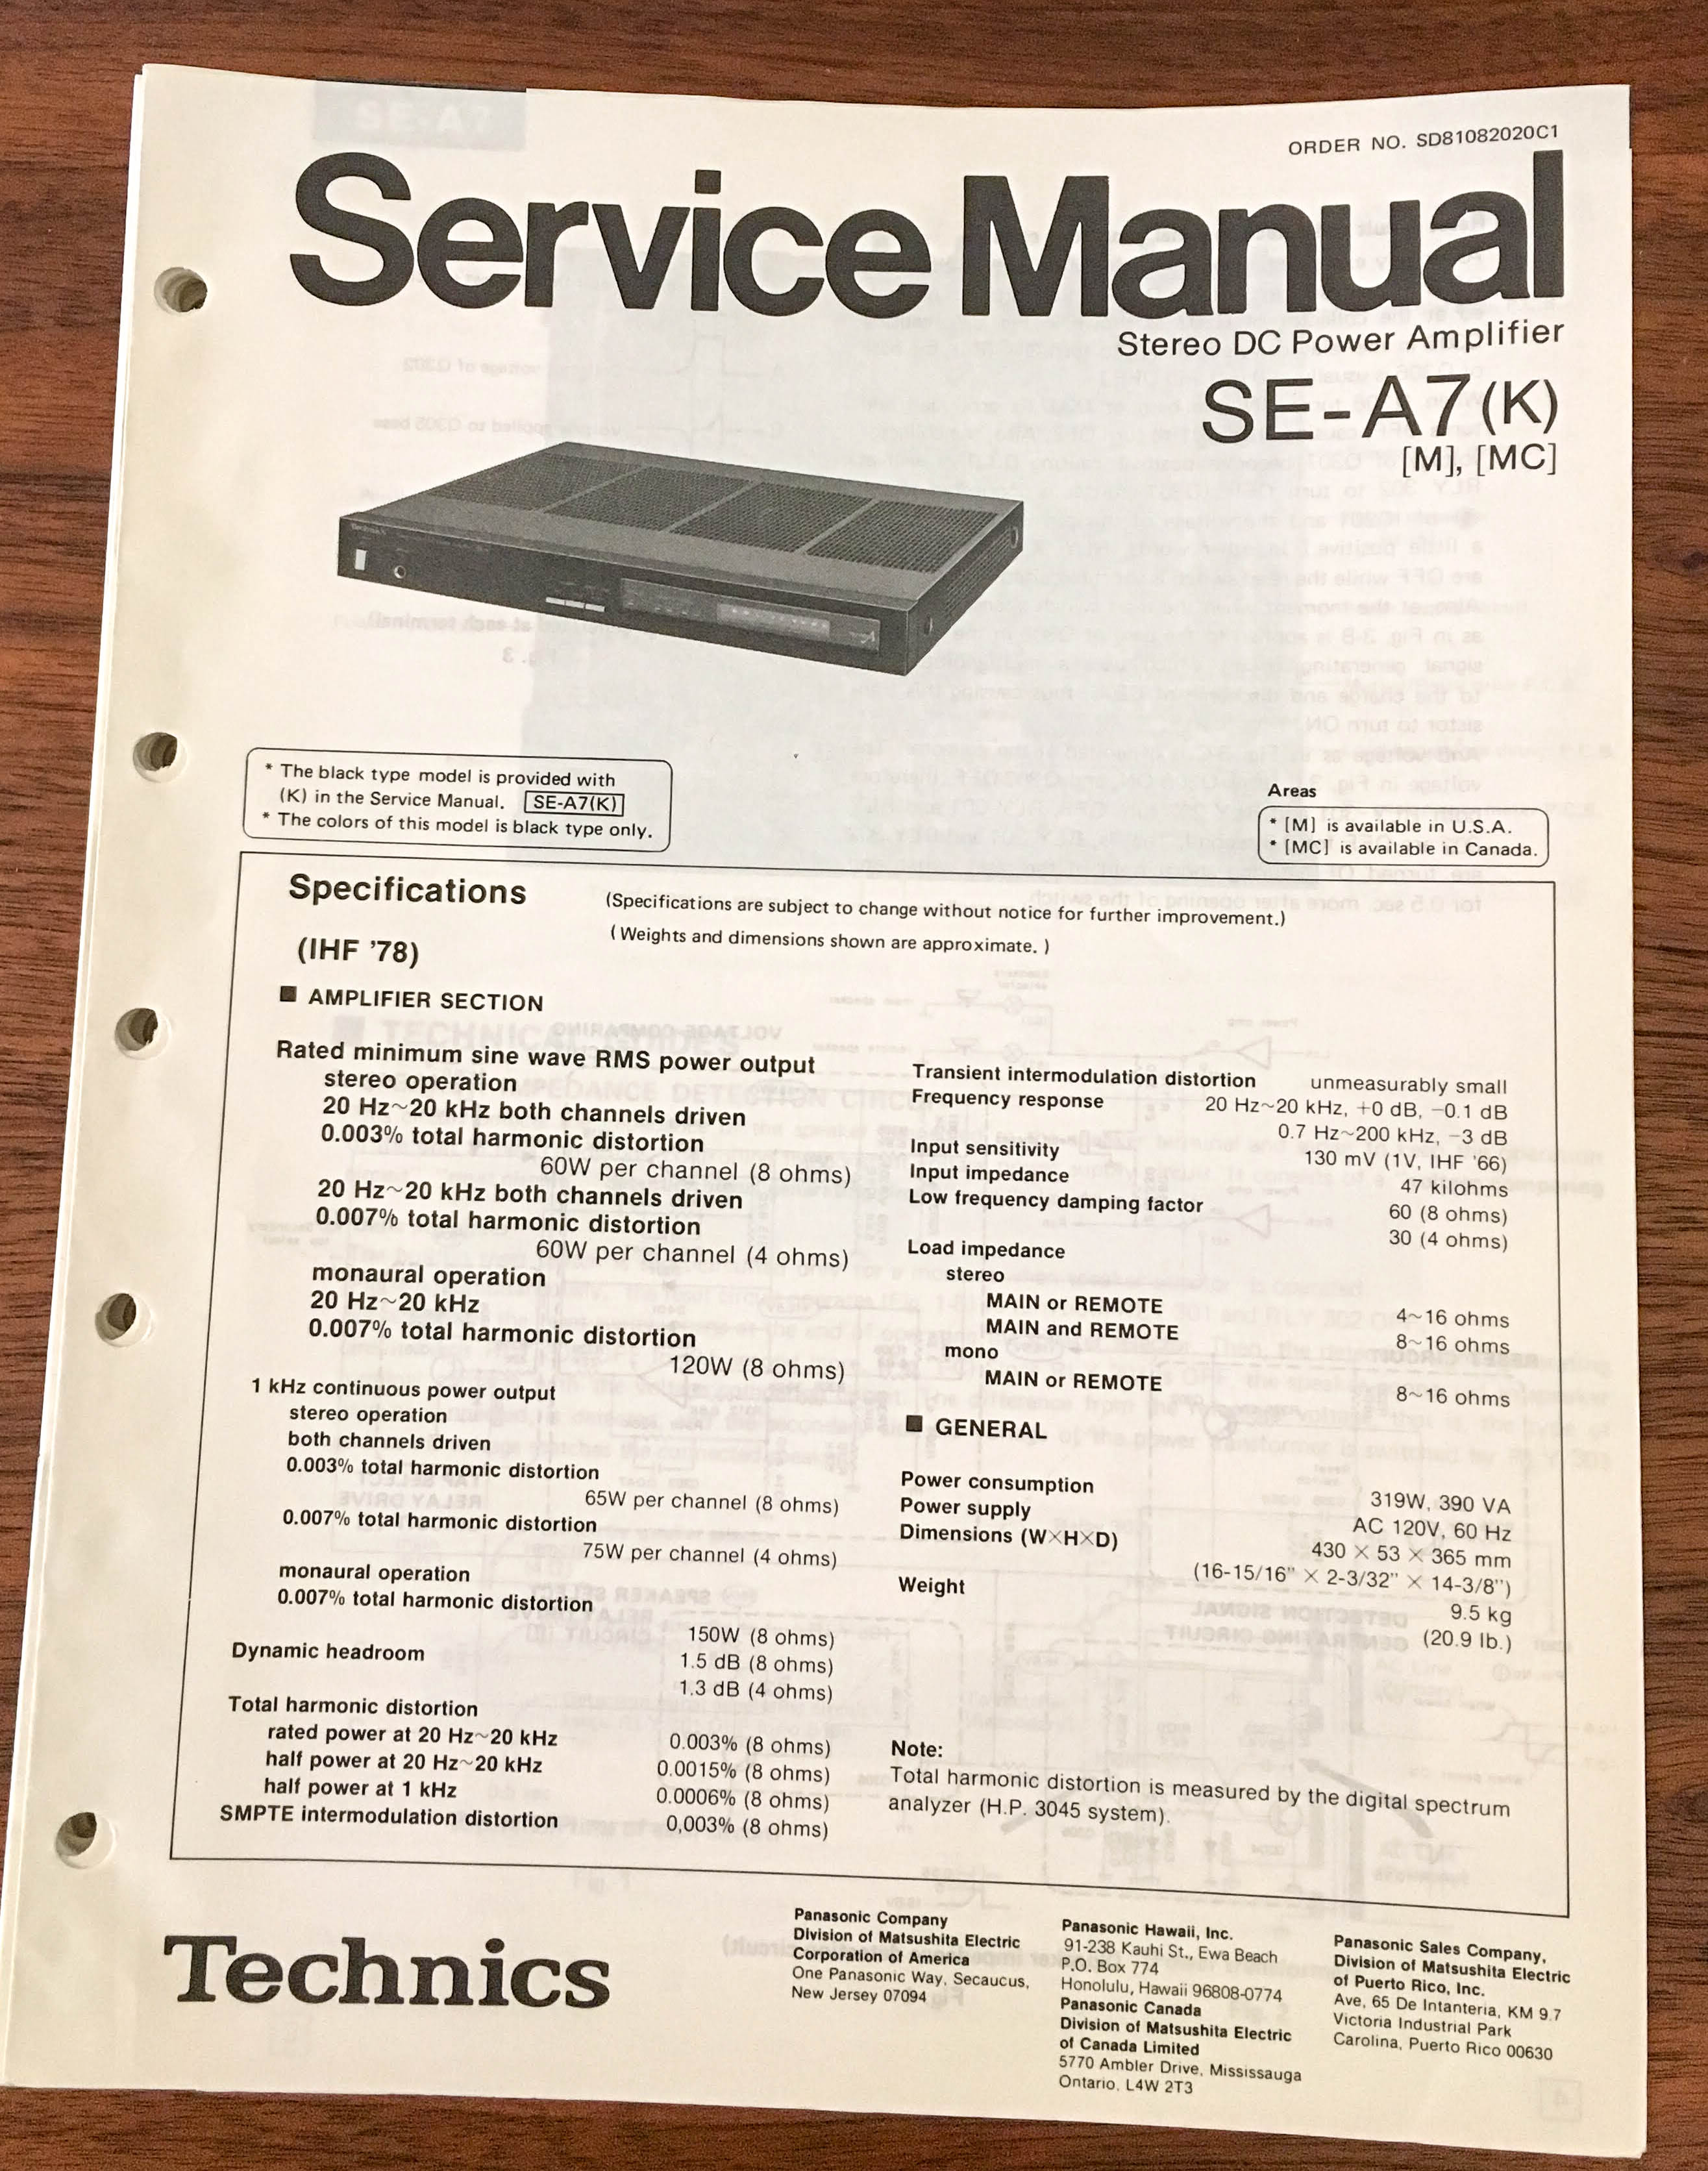 ORDER NO. SD81082020C1
Service Manual
Stereo DC Power Amplifier
SE-A7(K)
[M], [MC]
* The black type model is provided with
(K) in the Service Manual. SE-A7(K)
* The colors of this model is black type only.
Areas
* [M] is available in U.S.A.
* [MC] is available in Canada.
Specifications
(Specifications are subject to change without notice for further improvement.)
(Weights and dimensions shown are approximate. )
(IHF '78)
■ AMPLIFIER SECTION
Rated minimum sine wave RMS power output
stereo operation
20 Hz~20 kHz both channels driven
0.003% total harmonic distortion
60W per channel (8 ohms)
20 Hz~20 kHz both channels driven
0.007% total harmonic distortion
60W per channel (4 ohms)
monaural operation
20 Hz~20 kHz
0.007% total harmonic distortion
120W (8 ohms)
1 kHz continuous power output
stereo operation
both channels driven
0.003% total harmonic distortion
65W per channel (8 ohms)
0.007% total harmonic distortion
75W per channel (4 ohms)
monaural operation
0.007% total harmonic distortion
150W (8 ohms)
Dynamic headroom 1.5 dB (8 ohms)
1.3 dB (4 ohms)
Total harmonic distortion
rated power at 20 Hz~20 kHz 0.003% (8 ohms)
half power at 20 Hz~20 kHz 0.0015% (8 ohms)
half power at 1 kHz 0.0006% (8 ohms)
SMPTE intermodulation distortion 0,003% (8 ohms)
Transient intermodulation distortion unmeasurably small
Frequency response 20 Hz~20 kHz, +0 dB, −0.1 dB
0.7 Hz~200 kHz, −3 dB
Input sensitivity 130 mV (1V, IHF '66)
Input impedance 47 kilohms
Low frequency damping factor 60 (8 ohms)
30 (4 ohms)
Load impedance
stereo
MAIN or REMOTE 4~16 ohms
MAIN and REMOTE 8~16 ohms
mono
MAIN or REMOTE 8~16 ohms
■ GENERAL
Power consumption 319W, 390 VA
Power supply AC 120V, 60 Hz
Dimensions (W×H×D) 430 × 53 × 365 mm
(16-15/16" × 2-3/32" × 14-3/8")
Weight 9.5 kg
(20.9 lb.)
Note:
Total harmonic distortion is measured by the digital spectrum
analyzer (H.P. 3045 system).
Technics
Panasonic Company
Division of Matsushita Electric
Corporation of America
One Panasonic Way, Secaucus,
New Jersey 07094
Panasonic Hawaii, Inc.
91-238 Kauhi St., Ewa Beach
P.O. Box 774
Honolulu, Hawaii 96808-0774
Panasonic Canada
Division of Matsushita Electric
of Canada Limited
5770 Ambler Drive, Mississauga
Ontario, L4W 2T3
Panasonic Sales Company,
Division of Matsushita Electric
of Puerto Rico, Inc.
Ave, 65 De Intanteria, KM 9.7
Victoria Industrial Park
Carolina, Puerto Rico 00630